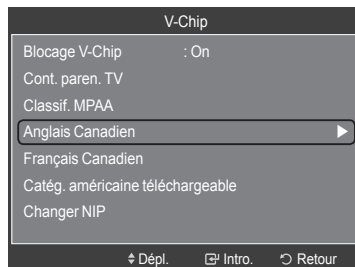 V-Chip
Blocage V-Chip : On
Cont. paren. TV
Classif. MPAA
Anglais Canadien
Français Canadien
Catég. américaine téléchargeable
Changer NIP
Dépl. Intro. Retour